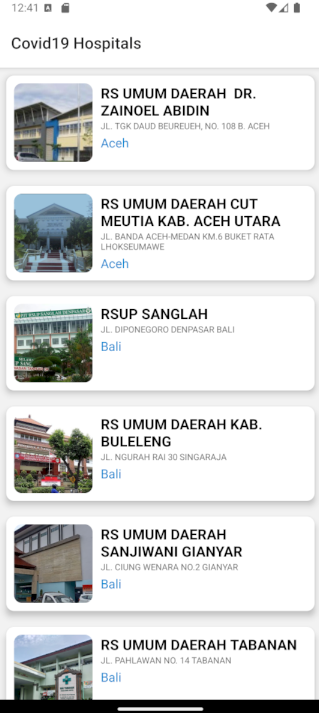 12:41
Covid19 Hospitals
RS UMUM DAERAH  DR.
ZAINOEL ABIDIN
JL. TGK DAUD BEUREUEH, NO. 108 B. ACEH
Aceh
RS UMUM DAERAH CUT
MEUTIA KAB. ACEH UTARA
JL. BANDA ACEH-MEDAN KM.6 BUKET RATA
LHOKSEUMAWE
Aceh
RSUP SANGLAH
JL. DIPONEGORO DENPASAR BALI
Bali
RS UMUM DAERAH KAB.
BULELENG
JL. NGURAH RAI 30 SINGARAJA
Bali
RS UMUM DAERAH
SANJIWANI GIANYAR
JL. CIUNG WENARA NO.2 GIANYAR
Bali
RS UMUM DAERAH TABANAN
JL. PAHLAWAN NO. 14 TABANAN
Bali